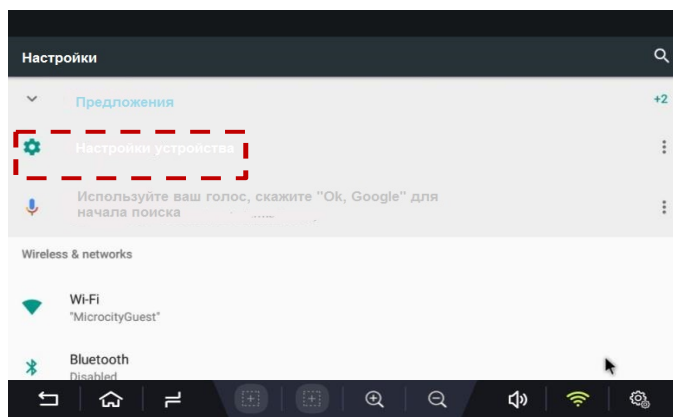 Настройки
Предложения
+2
Настройки устройства
Используйте ваш голос, скажите "Ok, Google" для
начала поиска
Wireless & networks
Wi-Fi
"MicrocityGuest"
Bluetooth
Disabled